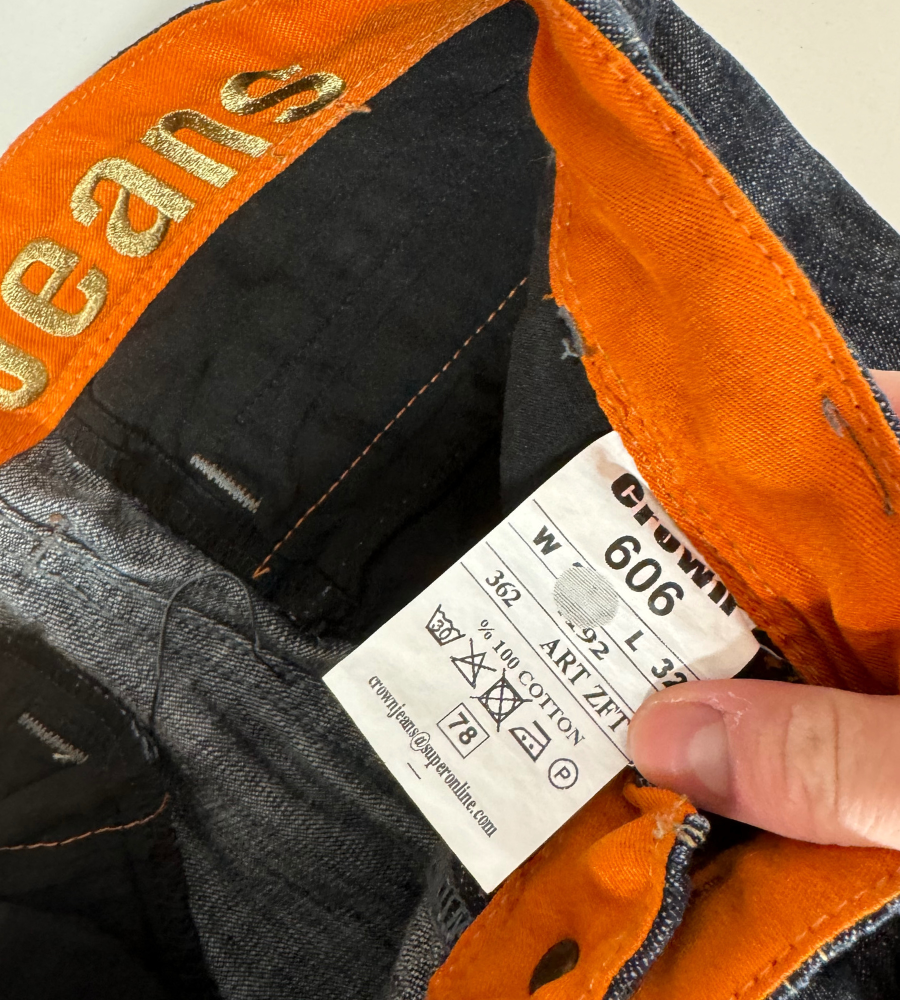 Jeans
crown
606
W L 32
362 192 ART ZFT
% 100 COTTON
30
P
78
crownjeans@superonline.com